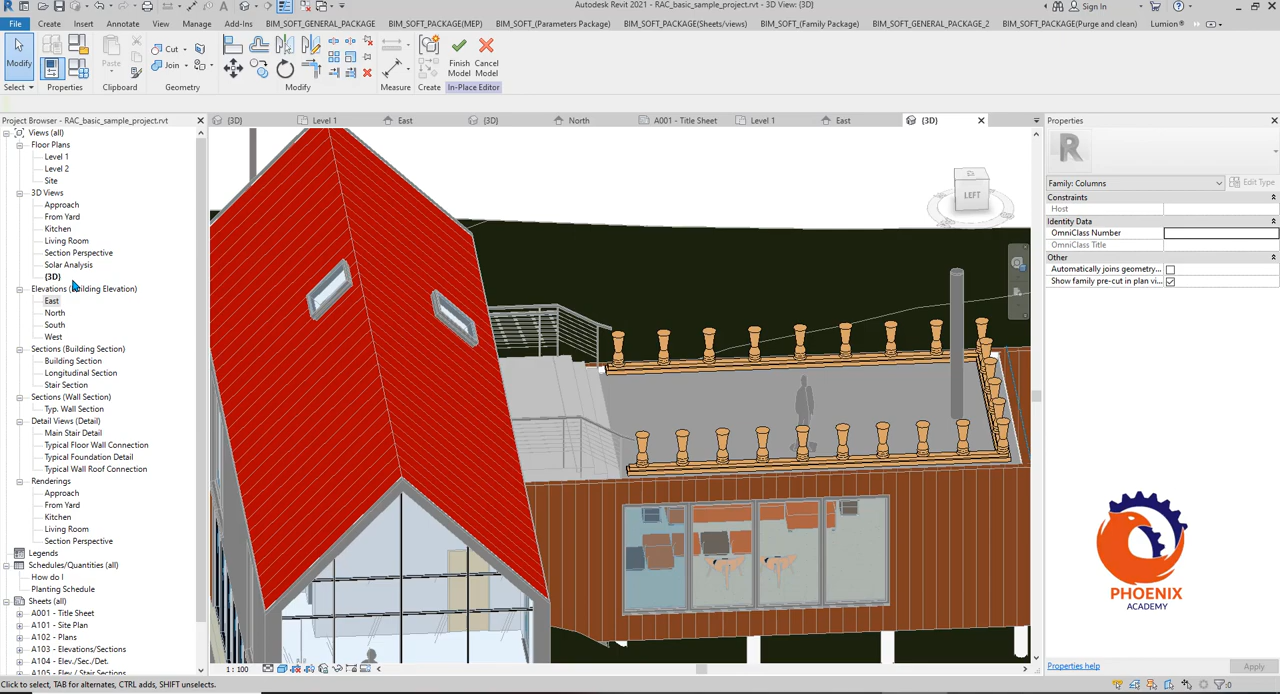 Autodesk Revit 2021 - RAC_basic_sample_project.rvt - 3D View: {3D}
Sign In
File Create Insert Annotate View Manage Add-Ins BIM_SOFT_GENERAL_PACKAGE BIM_SOFT_PACKAGE(MEP) BIM_SOFT_(Parameters Package) BIM_SOFT_PACKAGE(Sheets/views) BIM_SOFT_(Family Package) BIM_SOFT_GENERAL_PACKAGE_2 BIM_SOFT_PACKAGE(Purge and clean) Lumion®
Modify
Paste
Cut
Join
Finish Model
Cancel Model
Select Properties Clipboard Geometry Modify Measure Create In-Place Editor
Project Browser - RAC_basic_sample_project.rvt
{3D} Level 1 East {3D} North A001 - Title Sheet Level 1 East {3D}
Views (all)
Floor Plans
Level 1
Level 2
Site
3D Views
Approach
From Yard
Kitchen
Living Room
Section Perspective
Solar Analysis
{3D}
Elevations (Building Elevation)
East
North
South
West
Sections (Building Section)
Building Section
Longitudinal Section
Stair Section
Sections (Wall Section)
Typ. Wall Section
Detail Views (Detail)
Main Stair Detail
Typical Floor Wall Connection
Typical Foundation Detail
Typical Wall Roof Connection
Renderings
Approach
From Yard
Kitchen
Living Room
Section Perspective
Legends
Schedules/Quantities (all)
How do I
Planting Schedule
Sheets (all)
A001 - Title Sheet
A101 - Site Plan
A102 - Plans
A103 - Elevations/Sections
A104 - Elev./Sec./Det.
A105 - Elev./ Stair Sections
LEFT
1 : 100
Properties
Family: Columns
Edit Type
Constraints
Host
Identity Data
OmniClass Number
OmniClass Title
Other
Automatically joins geometry...
Show family pre-cut in plan vi...
PHOENIX
ACADEMY
Properties help
Apply
Click to select, TAB for alternates, CTRL adds, SHIFT unselects.
:0